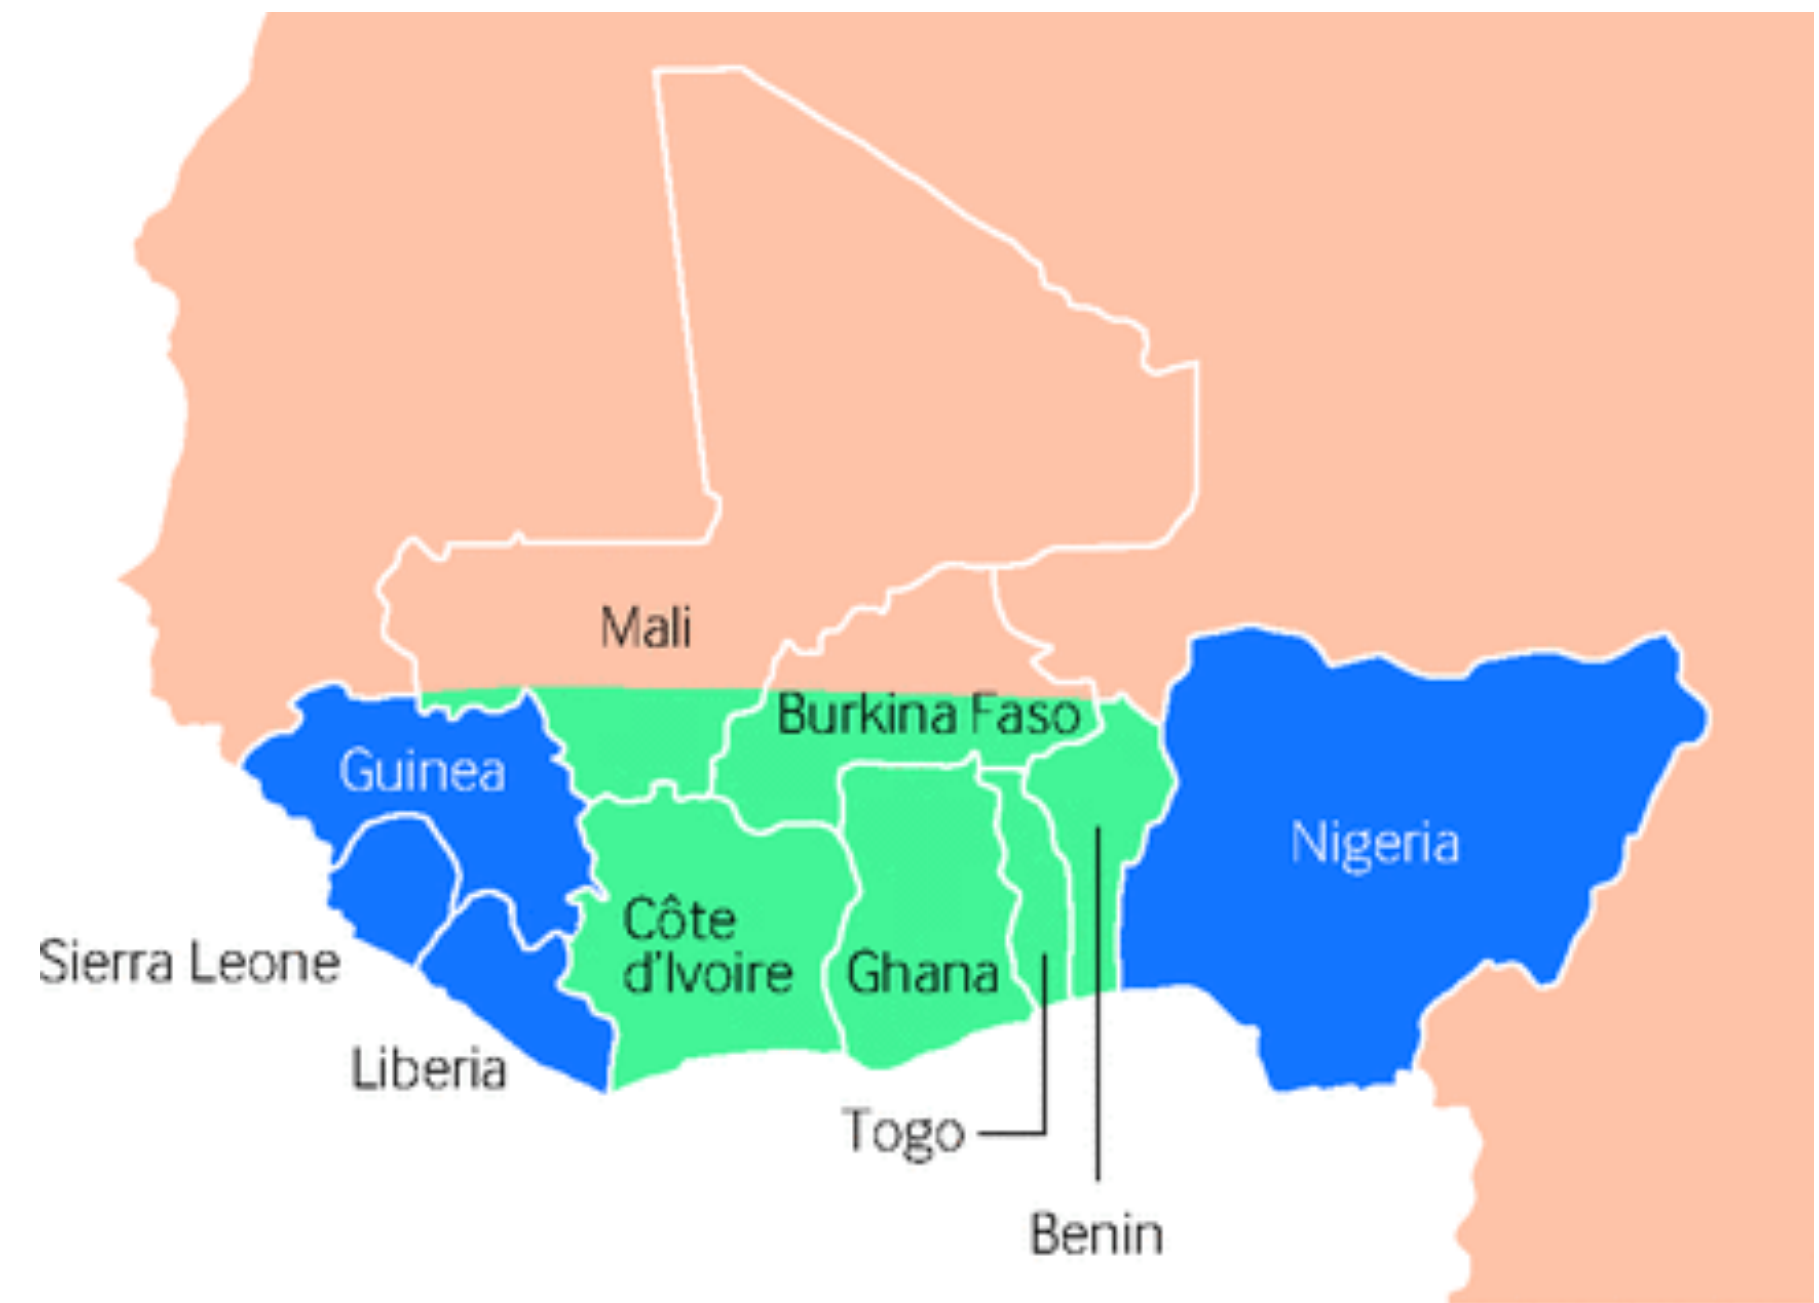 Mali
Burkina Faso
Guinea
Nigeria
Côte
d'Ivoire
Ghana
Sierra Leone
Liberia
Togo
Benin